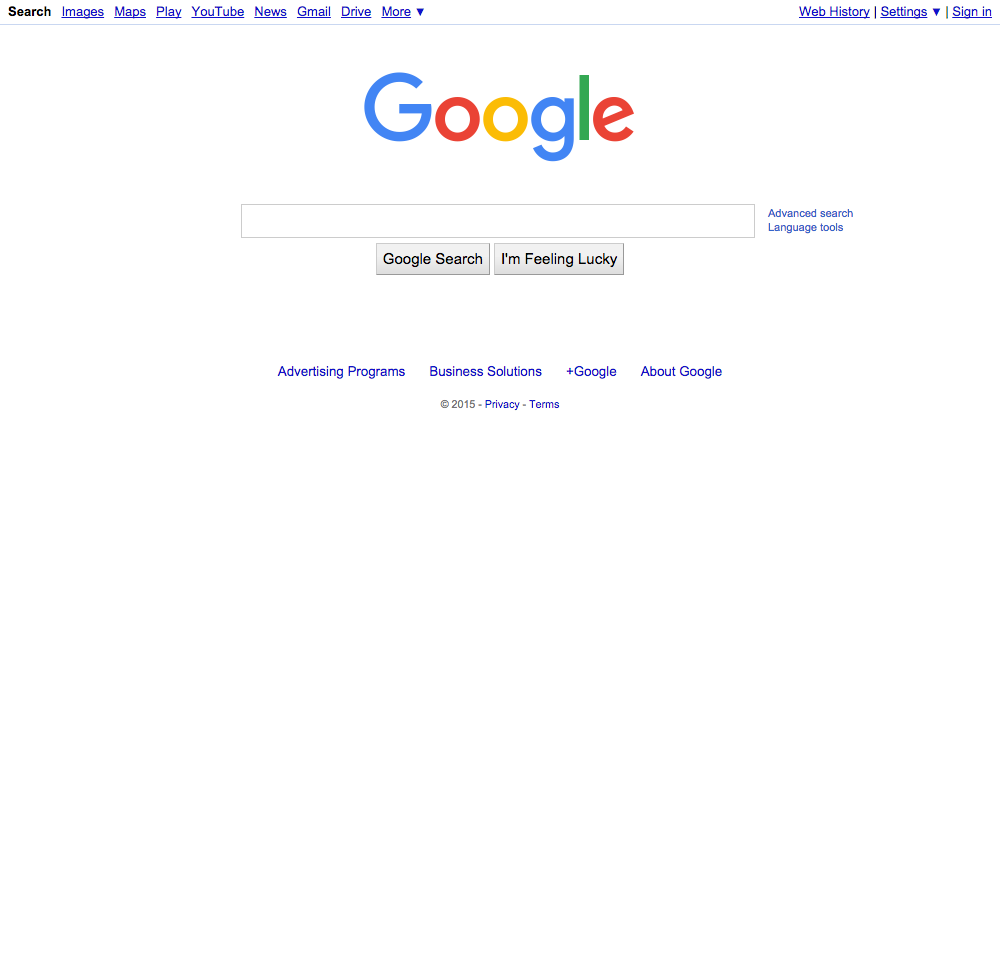 Search Images Maps Play YouTube News Gmail Drive More ▼ Web History | Settings ▼ | Sign in
Google
Advanced search
Language tools
Google Search I'm Feeling Lucky
Advertising Programs Business Solutions +Google About Google
© 2015 - Privacy - Terms